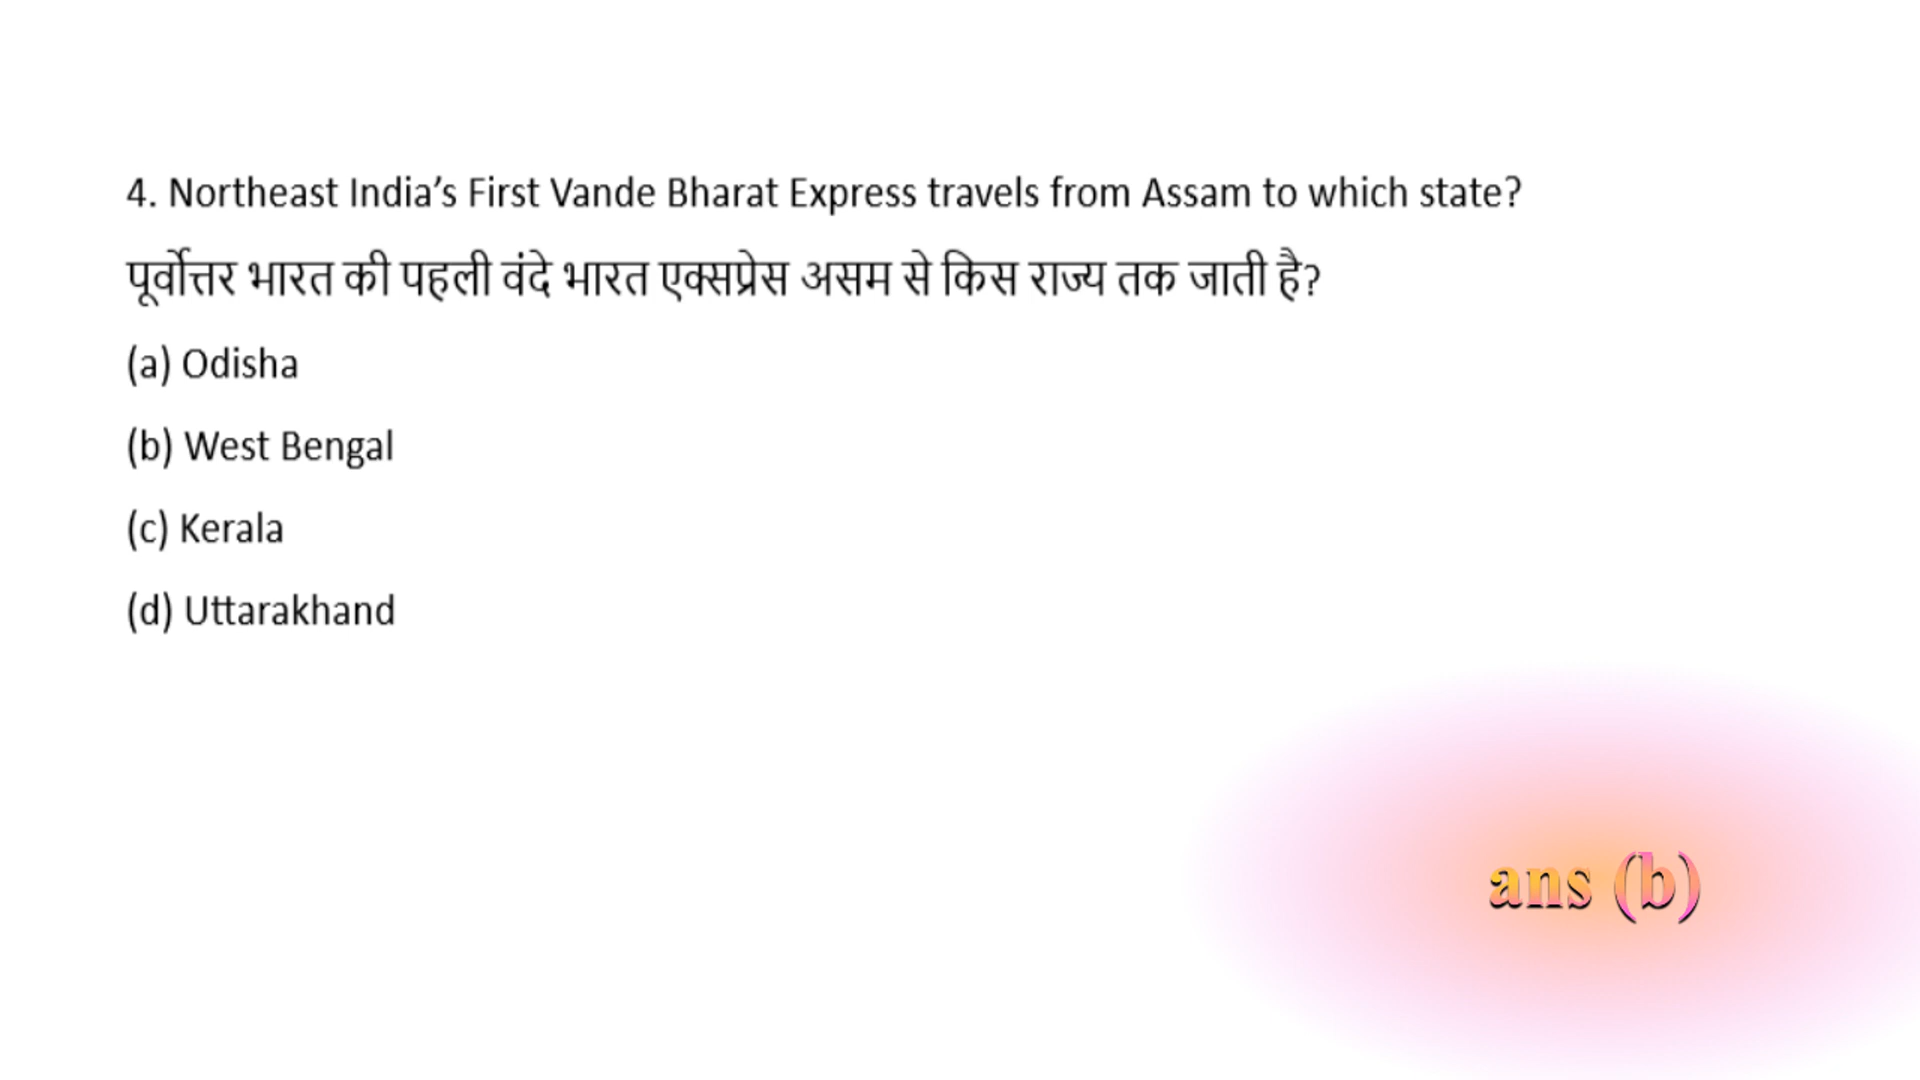 4. Northeast India’s First Vande Bharat Express travels from Assam to which state?
पूर्वोत्तर भारत की पहली वंदे भारत एक्सप्रेस असम से किस राज्य तक जाती है?
(a) Odisha
(b) West Bengal
(c) Kerala
(d) Uttarakhand
ans (b)